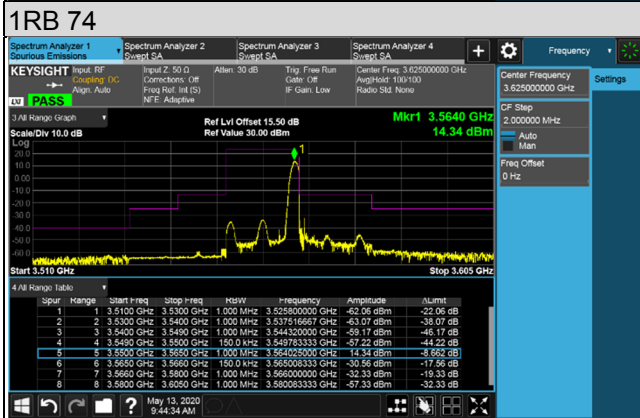 1RB 74
Spectrum Analyzer 1
Spurious Emissions
Spectrum Analyzer 2
Swept SA
Spectrum Analyzer 3
Swept SA
Spectrum Analyzer 4
Swept SA
+
Frequency
KEYSIGHT
Input: RF
Coupling: DC
Align: Auto
Input Z: 50 Ω
Corrections: Off
Freq Ref: Int (S)
NFE: Adaptive
Atten: 30 dB
Trig: Free Run
Gate: Off
IF Gain: Low
Center Freq: 3.625000000 GHz
Avg|Hold: 100/100
Radio Std: None
LXI
PASS
Center Frequency
3.625000000 GHz
Settings
CF Step
2.000000 MHz
Auto
Man
Freq Offset
0 Hz
3 All Range Graph
Scale/Div 10.0 dB
Ref Lvl Offset 15.50 dB
Ref Value 30.00 dBm
Mkr1 3.5640 GHz
14.34 dBm
Log
20.0
10.0
0.00
-10.0
-20.0
-30.0
-40.0
-50.0
-60.0
1
Start 3.510 GHz
Stop 3.605 GHz
4 All Range Table
Spur Range Start Freq Stop Freq RBW Frequency Amplitude ΔLimit
1 1 3.5100 GHz 3.5300 GHz 1.000 MHz 3.525800000 GHz -62.06 dBm -22.06 dB
2 2 3.5300 GHz 3.5400 GHz 1.000 MHz 3.537516667 GHz -63.07 dBm -38.07 dB
3 3 3.5400 GHz 3.5490 GHz 1.000 MHz 3.544320000 GHz -59.17 dBm -46.17 dB
4 4 3.5490 GHz 3.5500 GHz 150.0 kHz 3.549783333 GHz -57.22 dBm -44.22 dB
5 5 3.5500 GHz 3.5650 GHz 1.000 MHz 3.564025000 GHz 14.34 dBm -8.662 dB
6 6 3.5650 GHz 3.5660 GHz 150.0 kHz 3.565008333 GHz -30.56 dBm -17.56 dB
7 7 3.5660 GHz 3.5800 GHz 1.000 MHz 3.566000000 GHz -32.33 dBm -19.33 dB
8 8 3.5800 GHz 3.6050 GHz 1.000 MHz 3.580083333 GHz -57.33 dBm -32.33 dB
?
May 13, 2020
9:44:34 AM